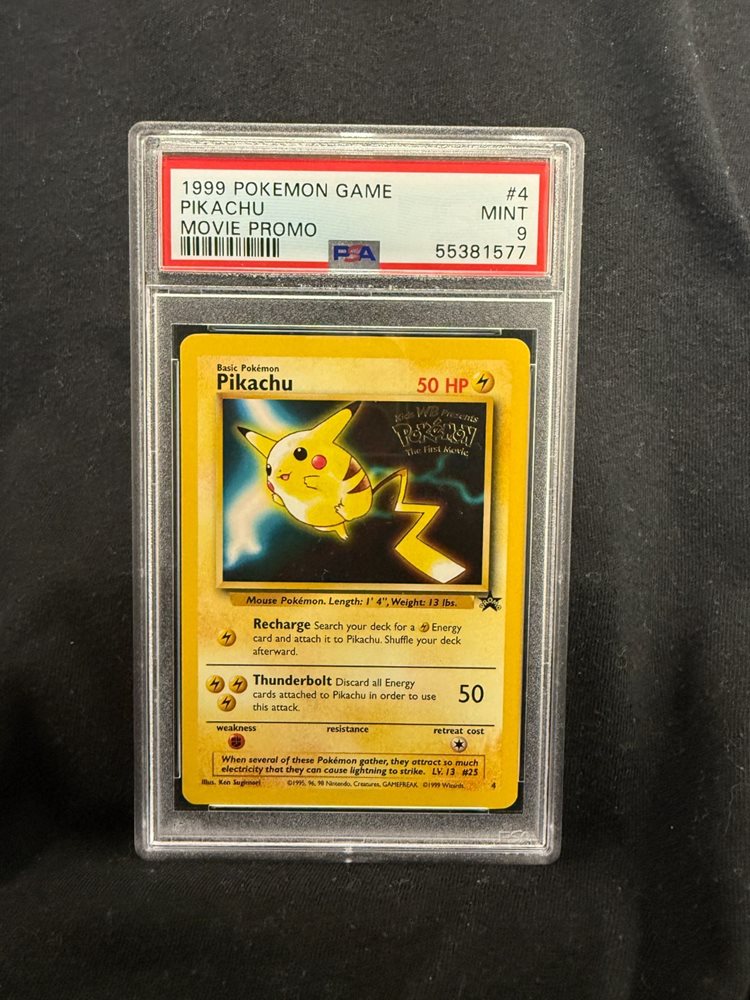 1999 POKEMON GAME #4
PIKACHU MINT
MOVIE PROMO 9
PSA 55381577
Basic Pokémon
Pikachu 50 HP
Kids WB Presents
POKéMON
The First Movie
Mouse Pokémon. Length: 1' 4", Weight: 13 lbs.
PROMO
Recharge Search your deck for a Energy
card and attach it to Pikachu. Shuffle your deck
afterward.
Thunderbolt Discard all Energy
cards attached to Pikachu in order to use 50
this attack.
weakness resistance retreat cost
When several of these Pokémon gather, they attract so much
electricity that they can cause lightning to strike. LV. 13 #25
Illus. Ken Sugimori ©1995, 96, 98 Nintendo, Creatures, GAMEFREAK. ©1999 Wizards. 4